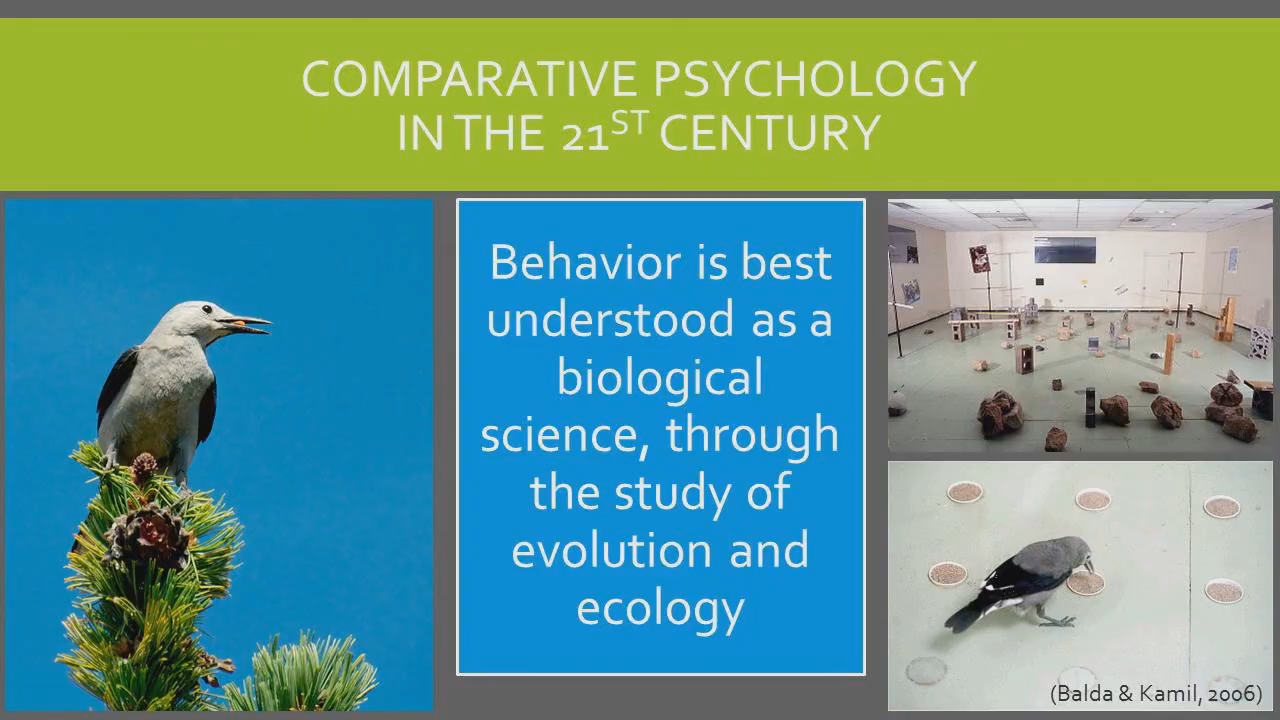 COMPARATIVE PSYCHOLOGY
IN THE 21ST CENTURY
Behavior is best
understood as a
biological
science, through
the study of
evolution and
ecology
(Balda & Kamil, 2006)